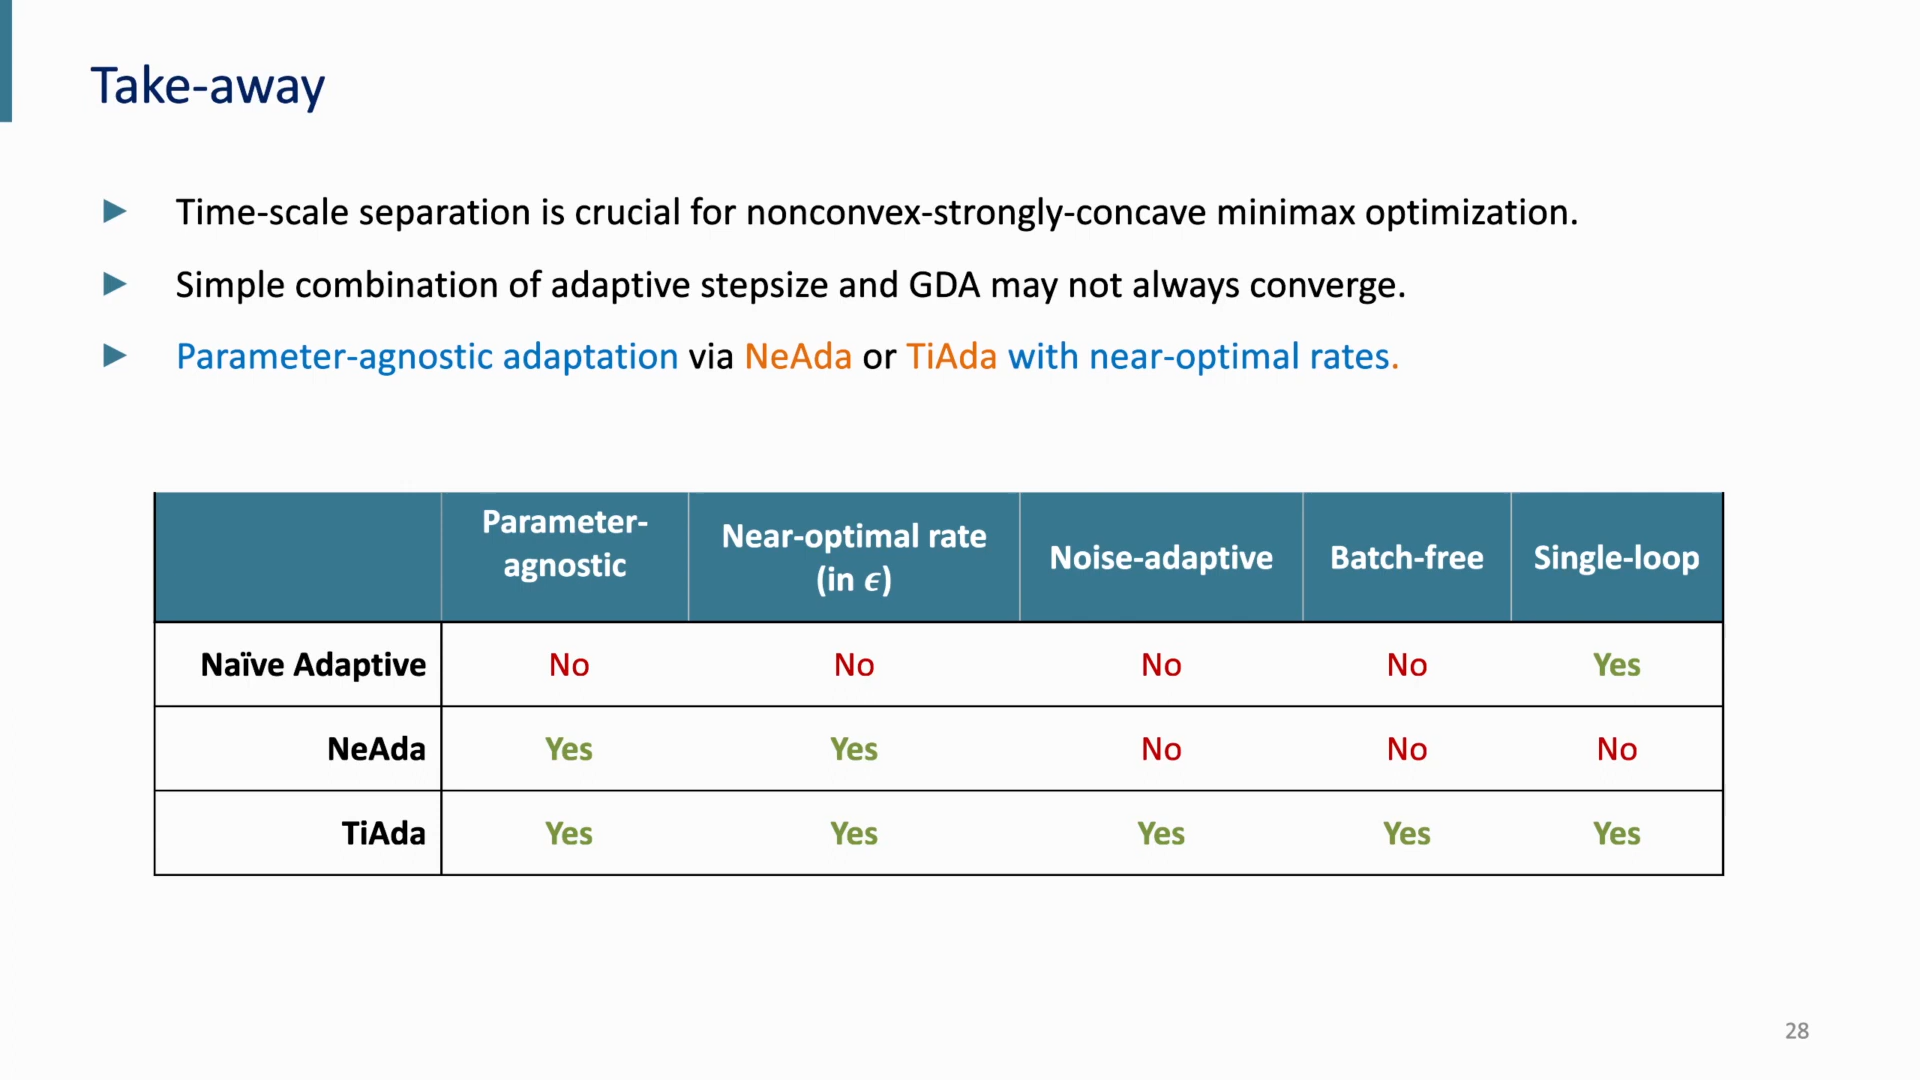 Take-away
Time-scale separation is crucial for nonconvex-strongly-concave minimax optimization.
Simple combination of adaptive stepsize and GDA may not always converge.
Parameter-agnostic adaptation via NeAda or TiAda with near-optimal rates.
Parameter-
agnostic
Near-optimal rate
(in ϵ)
Noise-adaptive
Batch-free
Single-loop
Naïve Adaptive No No No No Yes
NeAda Yes Yes No No No
TiAda Yes Yes Yes Yes Yes
28